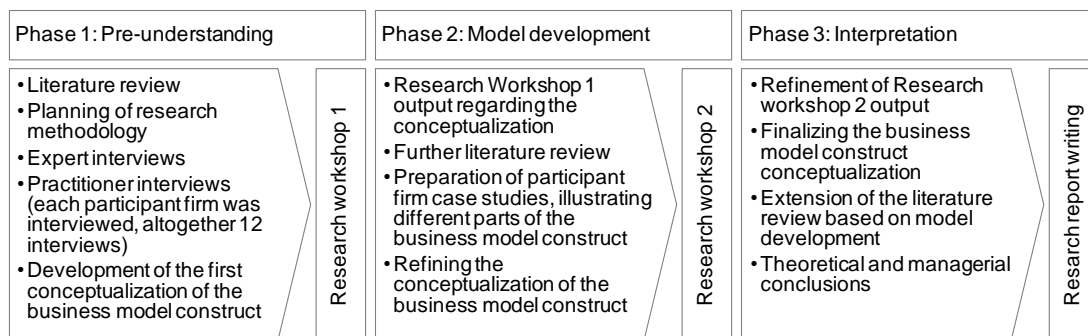 Phase 1: Pre-understanding
• Literature review
• Planning of research
methodology
• Expert interviews
• Practitioner interviews
(each participant firm was
interviewed, altogether 12
interviews)
• Development of the first
conceptualization of the
business model construct
Research workshop 1
Phase 2: Model development
• Research Workshop 1
output regarding the
conceptualization
• Further literature review
• Preparation of participant
firm case studies, illustrating
different parts of the
business model construct
• Refining the
conceptualization of the
business model construct
Research workshop 2
Phase 3: Interpretation
• Refinement of Research
workshop 2 output
• Finalizing the business
model construct
conceptualization
• Extension of the literature
review based on model
development
• Theoretical and managerial
conclusions
Research report writing